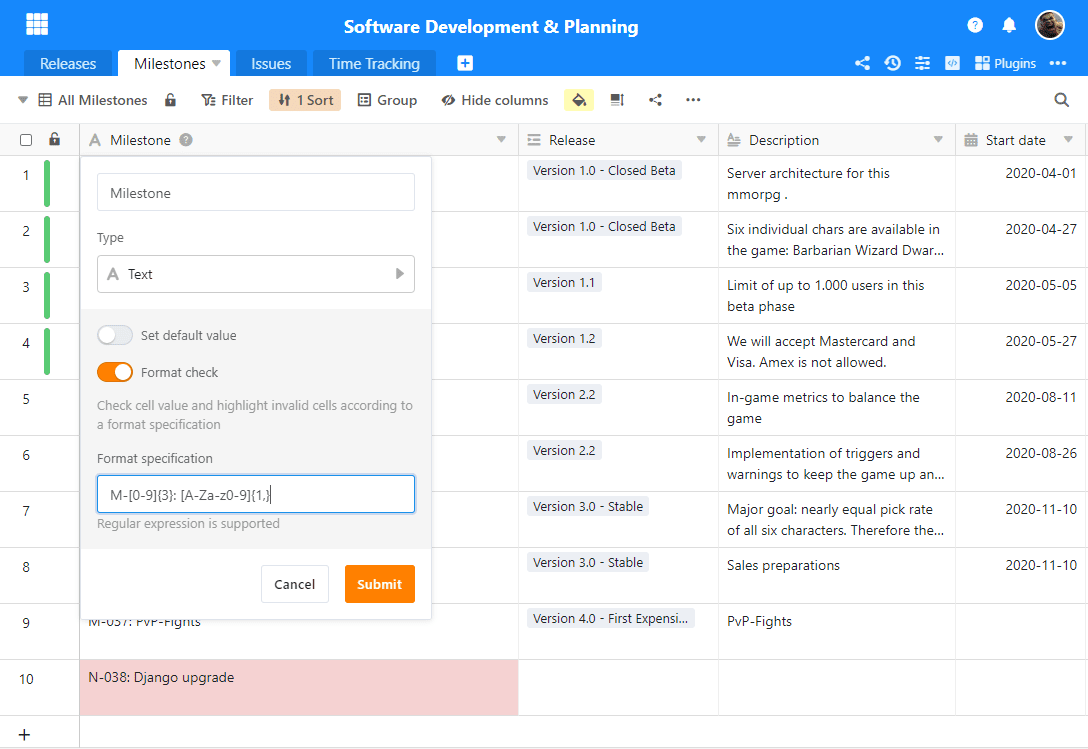 Software Development & Planning
?
Releases
Milestones
Issues
Time Tracking
Plugins
All Milestones
Filter
1 Sort
Group
Hide columns
Milestone ?
Release
Description
Start date
1
Version 1.0 - Closed Beta
Server architecture for this
mmorpg .
2020-04-01
2
Version 1.0 - Closed Beta
Six individual chars are available in
the game: Barbarian Wizard Dwar...
2020-04-27
3
Version 1.1
Limit of up to 1.000 users in this
beta phase
2020-05-05
4
Version 1.2
We will accept Mastercard and
Visa. Amex is not allowed.
2020-05-27
5
Version 2.2
In-game metrics to balance the
game
2020-08-11
6
Version 2.2
Implementation of triggers and
warnings to keep the game up an...
2020-08-26
7
Version 3.0 - Stable
Major goal: nearly equal pick rate
of all six characters. Therefore the...
2020-11-10
8
Version 3.0 - Stable
Sales preparations
2020-11-10
9
M-037: PvP-Fights
Version 4.0 - First Expensi...
PvP-Fights
10
N-038: Django upgrade
Milestone
Type
Text
Set default value
Format check
Check cell value and highlight invalid cells according to
a format specification
Format specification
M-[0-9]{3}: [A-Za-z0-9]{1,}
Regular expression is supported
Cancel
Submit